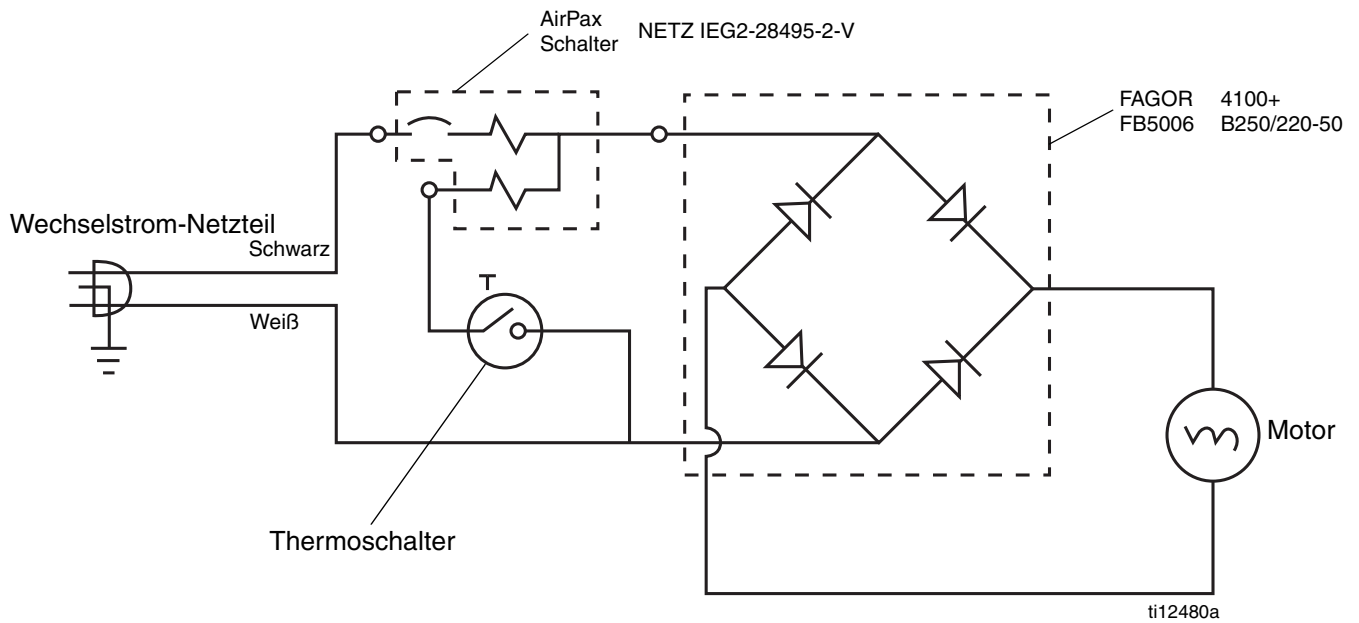 AirPax
Schalter
NETZ IEG2-28495-2-V
FAGOR 4100+
FB5006 B250/220-50
Wechselstrom-Netzteil
Schwarz
Weiß
T
Thermoschalter
Motor
ti12480a